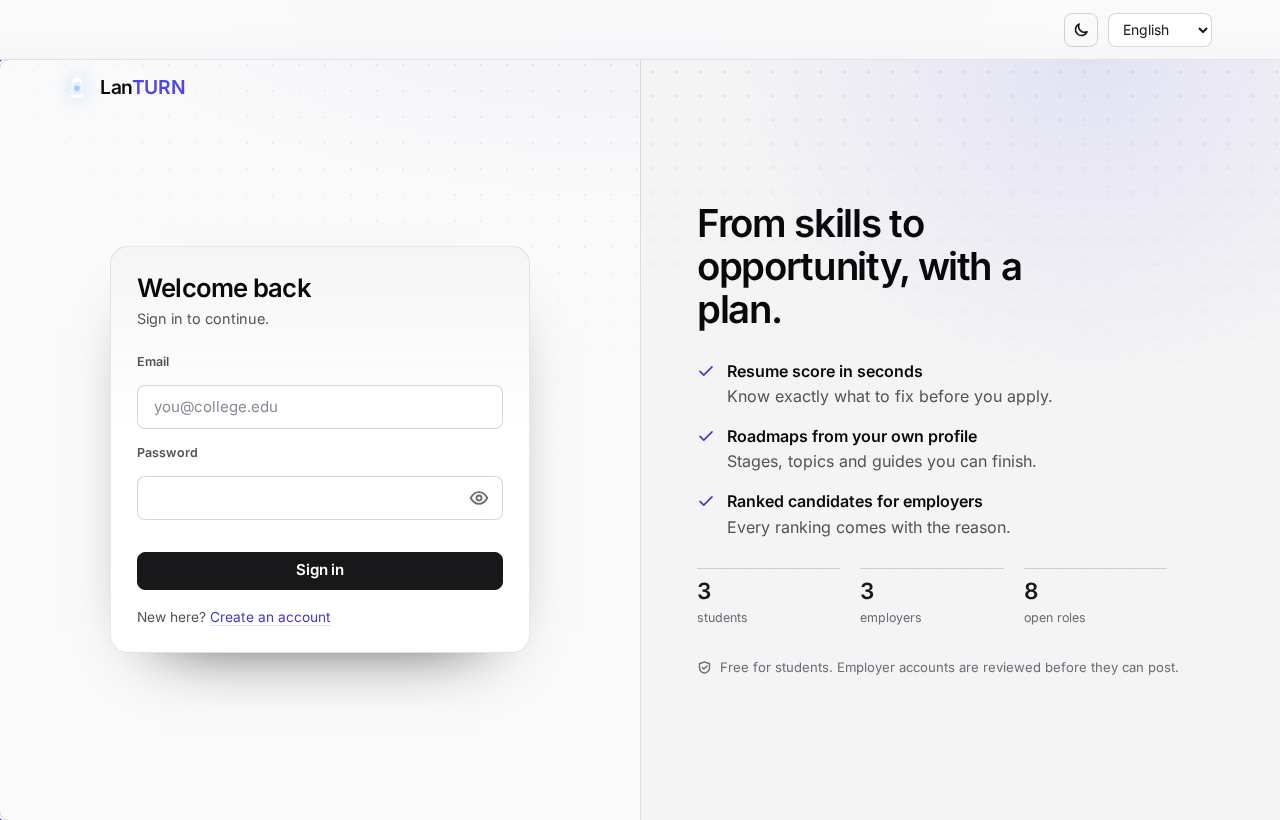 English
LanTURN
Welcome back
Sign in to continue.
Email
you@college.edu
Password
Sign in
New here? Create an account
From skills to
opportunity, with a
plan.
Resume score in seconds
Know exactly what to fix before you apply.
Roadmaps from your own profile
Stages, topics and guides you can finish.
Ranked candidates for employers
Every ranking comes with the reason.
3
students
3
employers
8
open roles
Free for students. Employer accounts are reviewed before they can post.